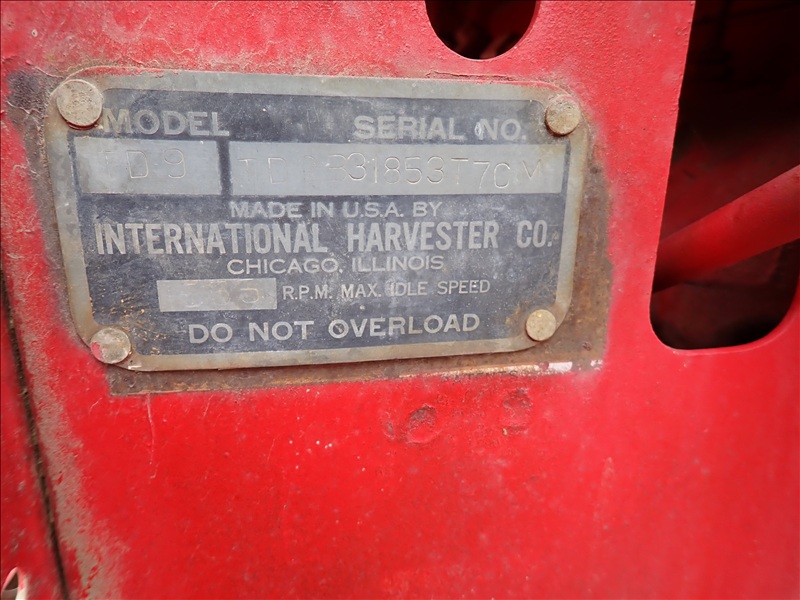 MODEL SERIAL NO.
TD 9 31853T7CM
MADE IN U.S.A. BY
INTERNATIONAL HARVESTER CO.
CHICAGO, ILLINOIS
R.P.M. MAX. IDLE SPEED
DO NOT OVERLOAD